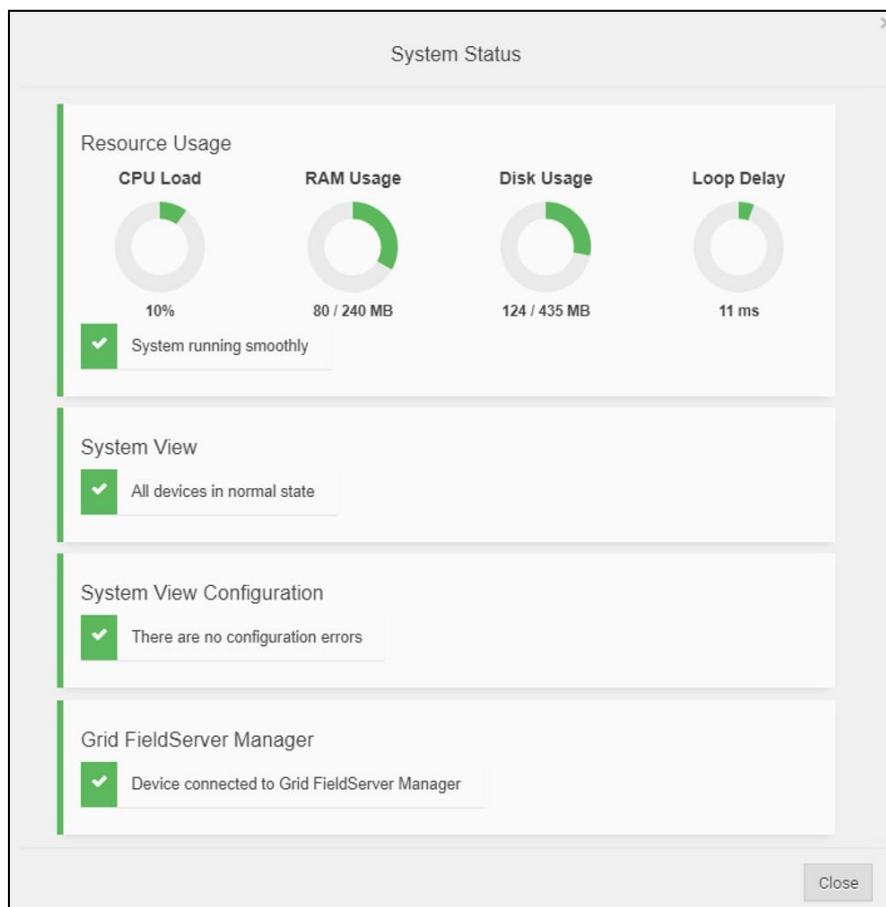 System Status
Resource Usage
CPU Load RAM Usage Disk Usage Loop Delay
10% 80 / 240 MB 124 / 435 MB 11 ms
System running smoothly
System View
All devices in normal state
System View Configuration
There are no configuration errors
Grid FieldServer Manager
Device connected to Grid FieldServer Manager
Close